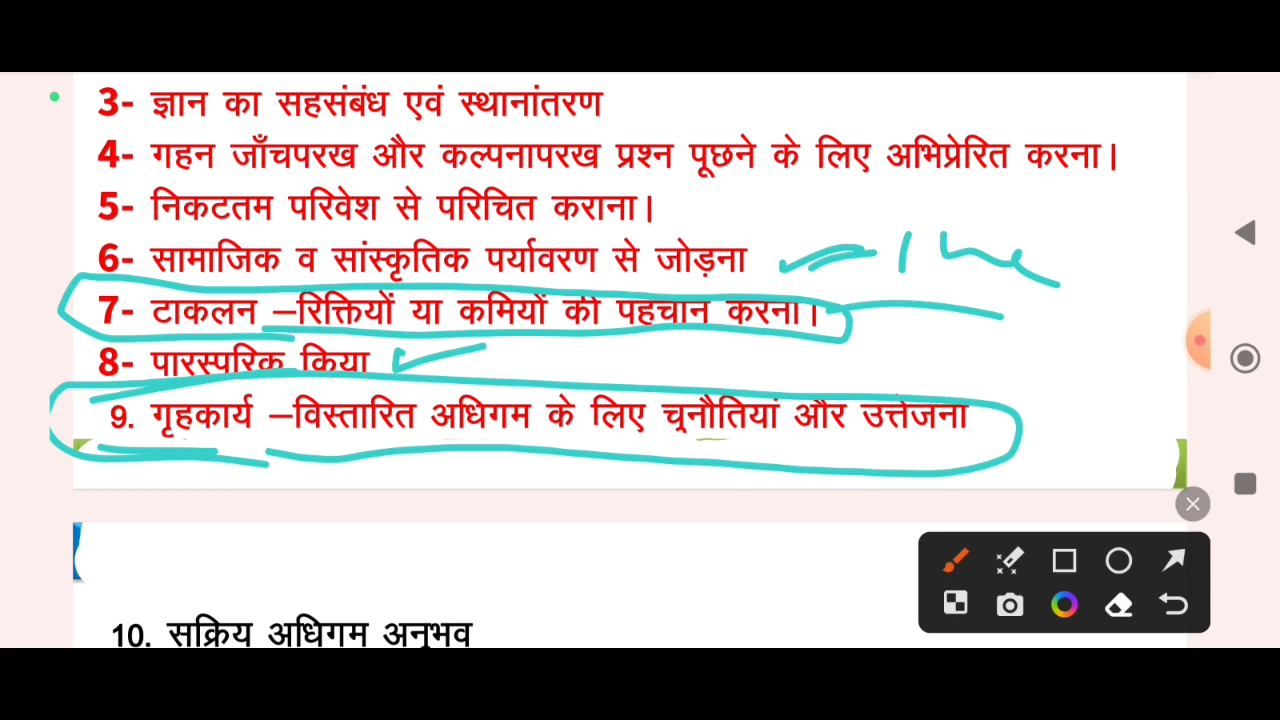 3- ज्ञान का सहसंबंध एवं स्थानांतरण
4- गहन जाँचपरख और कल्पनापरख प्रश्न पूछने के लिए अभिप्रेरित करना।
5- निकटतम परिवेश से परिचित कराना।
6- सामाजिक व सांस्कृतिक पर्यावरण से जोड़ना
7- टाकलन –रिक्तियों या कमियों की पहचान करना।
8- पारस्परिक किया
9. गृहकार्य –विस्तारित अधिगम के लिए चुनौतियां और उत्तेजना
10. सक्रिय अधिगम अनुभव